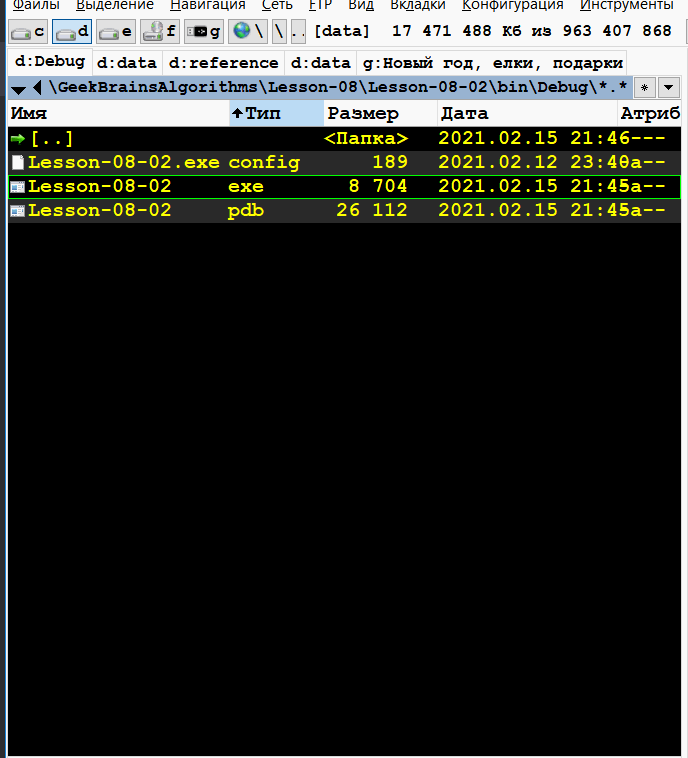 Файлы Выделение Навигация Сеть FTP Вид Вкладки Конфигурация Инструменты
c d e f g \ \ .. [data] 17 471 488 Кб из 963 407 868
d:Debug d:data d:reference d:data g:Новый год, елки, подарки
\GeekBrainsAlgorithms\Lesson-08\Lesson-08-02\bin\Debug\*.* *
Имя Тип Размер Дата Атриб
[..] <Папка> 2021.02.15 21:46---
Lesson-08-02.exe config 189 2021.02.12 23:40a--
Lesson-08-02 exe 8 704 2021.02.15 21:45a--
Lesson-08-02 pdb 26 112 2021.02.15 21:45a--